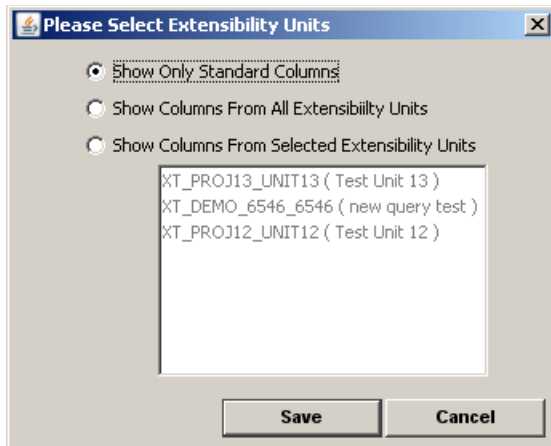 Please Select Extensibility Units
Show Only Standard Columns
Show Columns From All Extensibiilty Units
Show Columns From Selected Extensibility Units
XT_PROJ13_UNIT13 ( Test Unit 13 )
XT_DEMO_6546_6546 ( new query test )
XT_PROJ12_UNIT12 ( Test Unit 12 )
Save Cancel